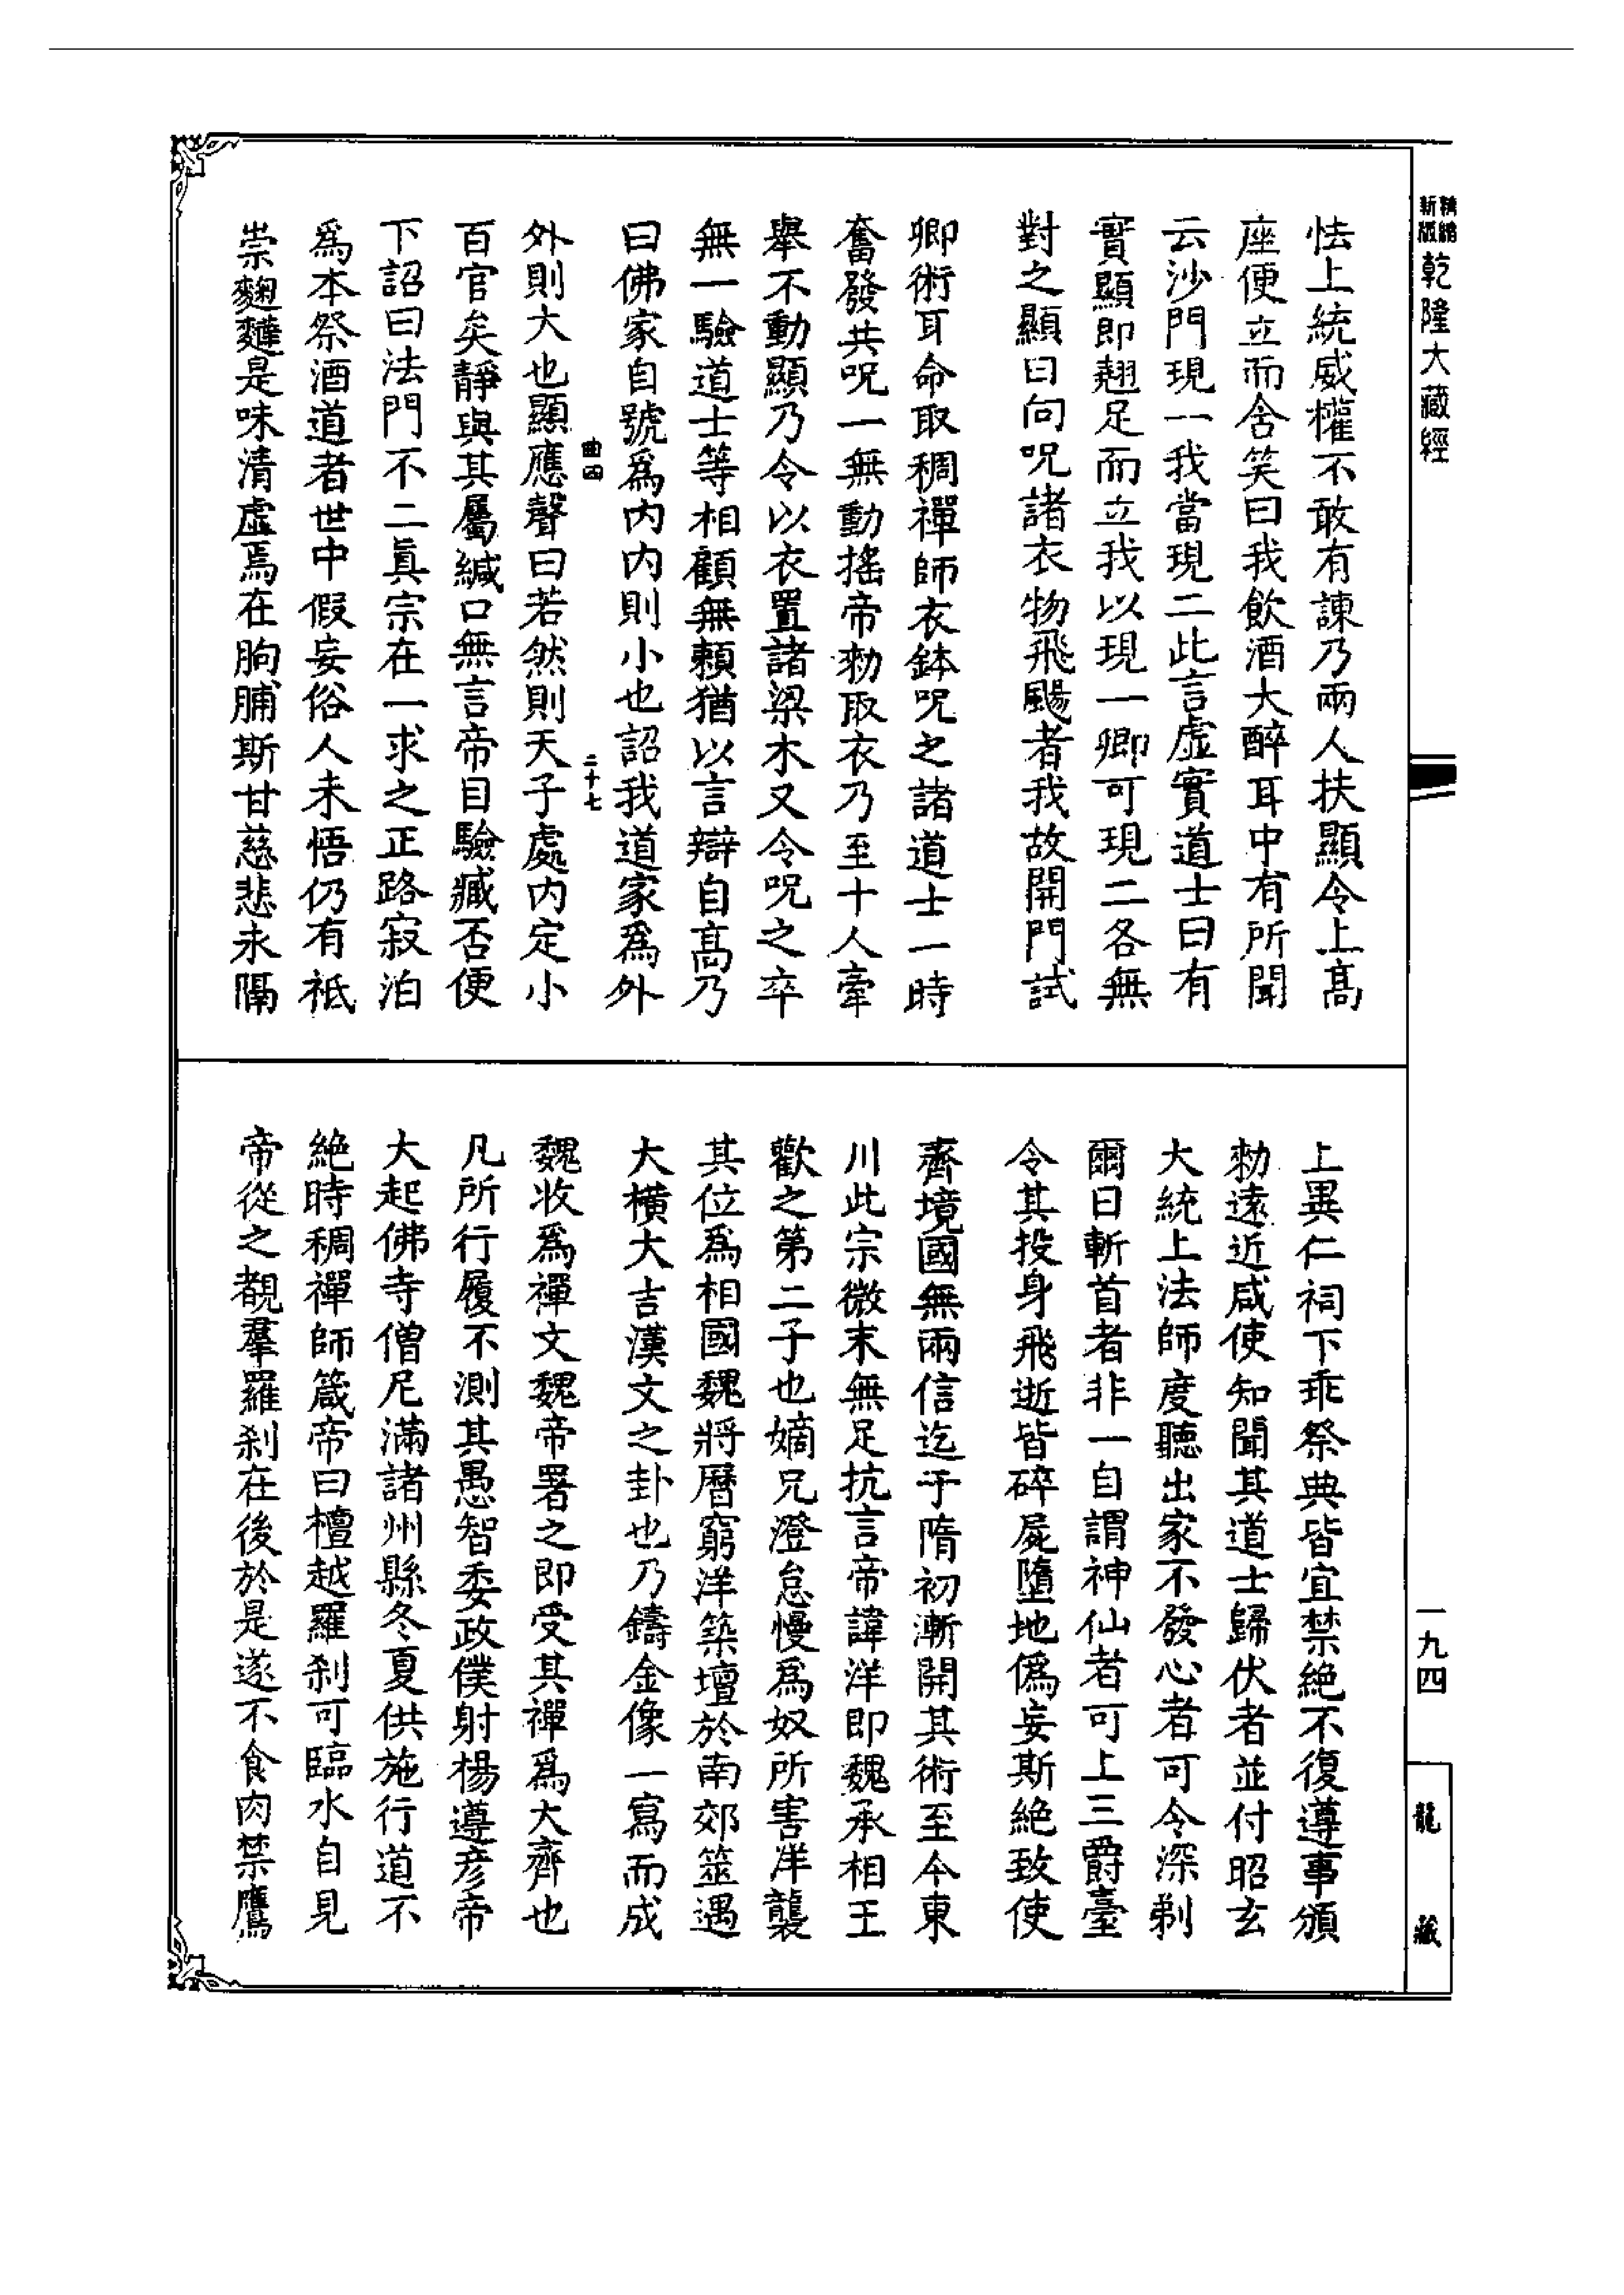 精縮
新版
乾隆大藏經
怯上統威權不敢有諫乃兩人扶顯令上高
座便立而含笑曰我飲酒大醉耳中有所聞
云沙門現一我當現二此言虛實道士曰有
實顯即翹足而立我以現一卿可現二各無
對之顯曰向呪諸衣物飛颺者我故開門試
卿術耳命取稠禪師衣鉢呪之諸道士一時
奮發共呪一無動搖帝勑取衣乃至十人牽
舉不動顯乃令以衣置諸梁木又令呪之卒
無一驗道士等相顧無賴猶以言辯自高乃
曰佛家自號爲內內則小也詔我道家爲外
曲四
二十七
外則大也顯應聲曰若然則天子處內定小
百官矣靜與其屬緘口無言帝目驗臧否便
下詔曰法門不二眞宗在一求之正路寂泊
爲本祭酒道者世中假妄俗人未悟仍有祇
崇麴糵是味清虛焉在朐脯斯甘慈悲永隔
上異仁祠下乖祭典皆宜禁絕不復遵事頒
勑遠近咸使知聞其道士歸伏者並付昭玄
大統上法師度聽出家不發心者可令染剃
爾日斬首者非一自謂神仙者可上三爵臺
令其投身飛逝皆碎屍墮地僞妄斯絕致使
齊境國無兩信迄于隋初漸開其術至今東
川此宗微末無足抗言帝諱洋即魏承相王
歡之第二子也嫡兄澄怠慢爲奴所害洋襲
其位爲相國魏將曆窮洋築壇於南郊筮遇
大橫大吉漢文之卦也乃鑄金像一寫而成
魏收爲禪文魏帝署之即受其禪爲大齊也
凡所行履不測其愚智委政僕射楊遵彦帝
大起佛寺僧尼滿諸州縣冬夏供施行道不
絕時稠禪師箴帝曰檀越羅刹可臨水自見
帝從之覩羣羅刹在後於是遂不食肉禁鷹
一九四
龍藏